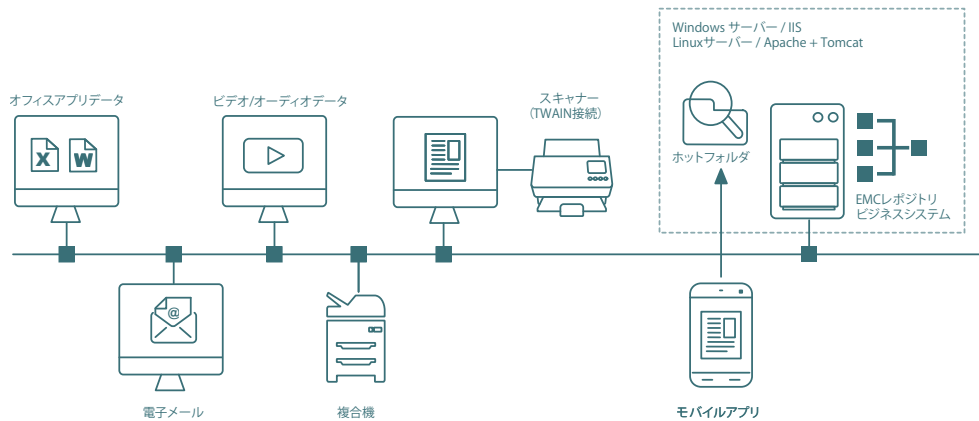 Windows サーバー / IIS
Linuxサーバー / Apache + Tomcat
オフィスアプリデータ
ビデオ/オーディオデータ
スキャナー
(TWAIN接続)
X
W
ホットフォルダ
EMCレポジトリ
ビジネスシステム
@
電子メール
複合機
モバイルアプリ